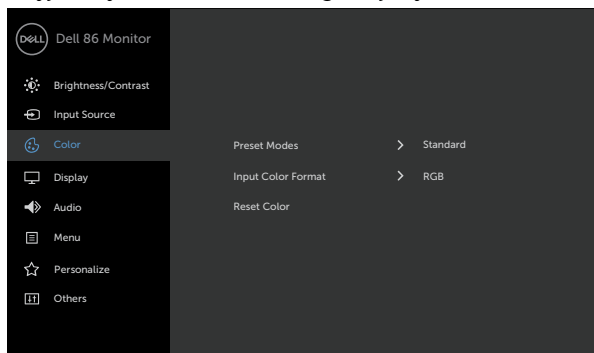 DELL Dell 86 Monitor
Brightness/Contrast
Input Source
Color
Preset Modes > Standard
Display
Input Color Format > RGB
Audio
Reset Color
Menu
Personalize
Others